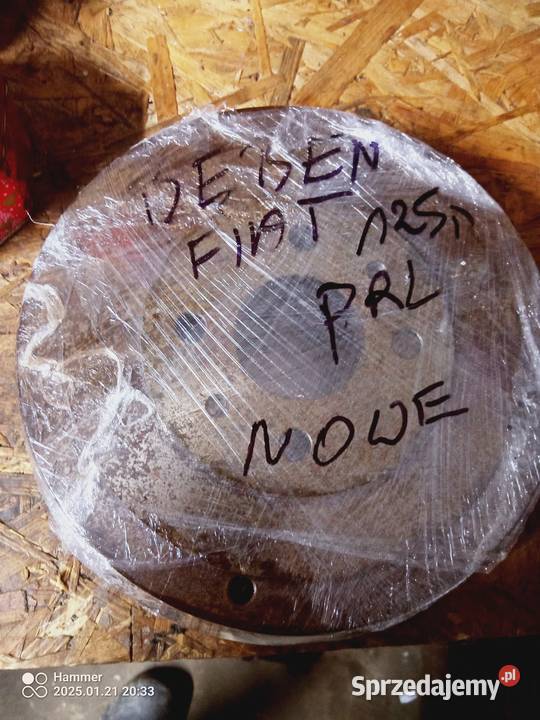 BĘBEN
FIAT 125p
PRL
NOWE
Hammer
2025.01.21 20:33
Sprzedajemy.pl